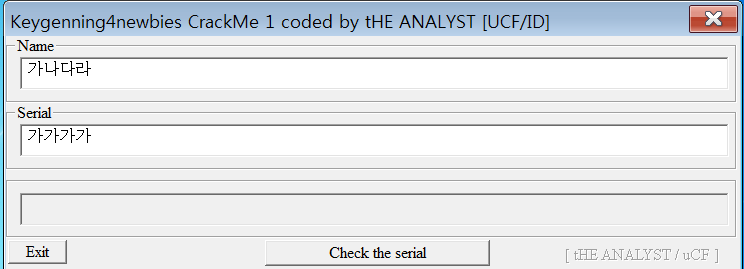 Keygenning4newbies CrackMe 1 coded by tHE ANALYST [UCF/ID]
Name
가나다라
Serial
가가가가
Exit
Check the serial
[ tHE ANALYST / uCF ]